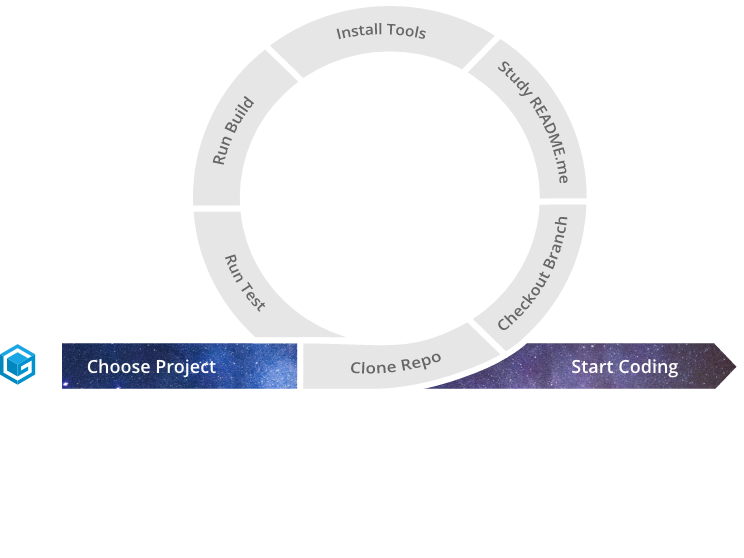 Install Tools
Study README.me
Run Build
Checkout Branch
Run Test
Clone Repo
Choose Project
Start Coding